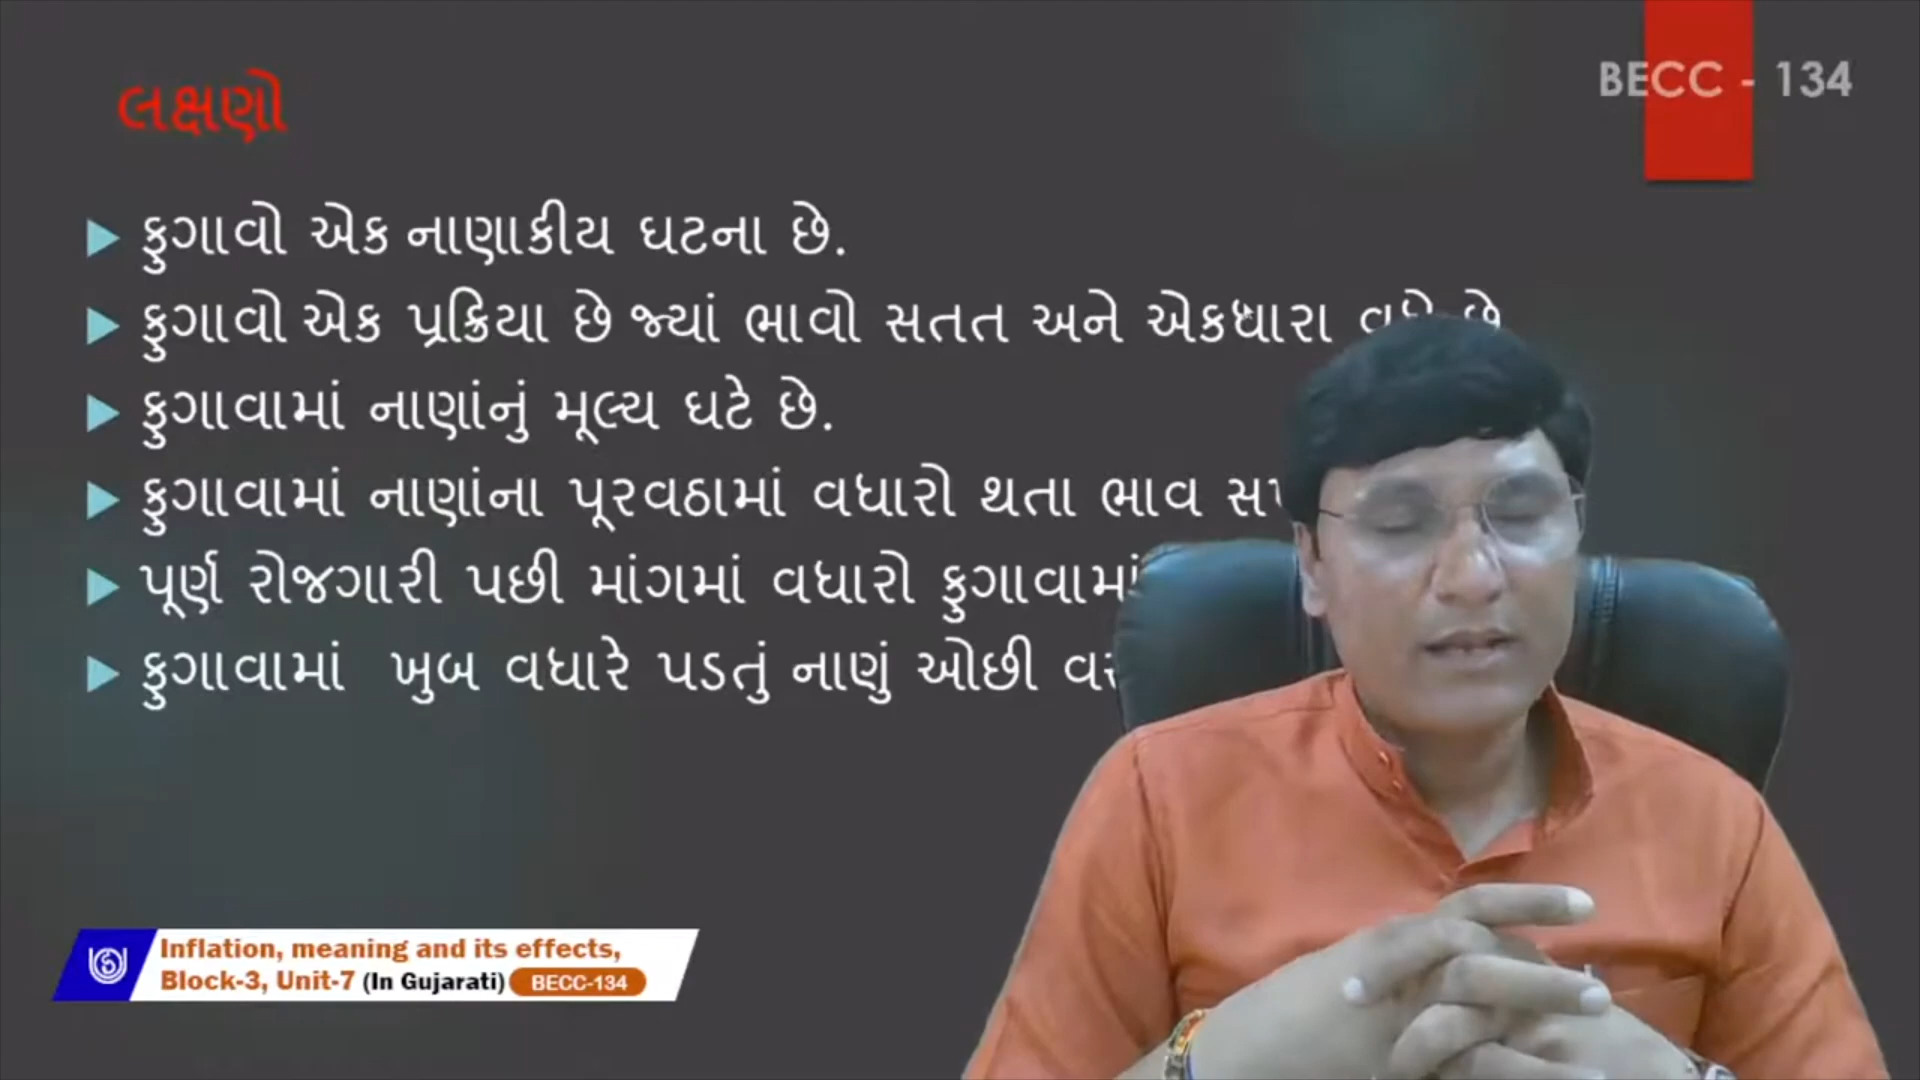 લક્ષણો
BECC - 134
ફુગાવો એક નાણાકીય ઘટના છે.
ફુગાવો એક પ્રક્રિયા છે જ્યાં ભાવો સતત અને એકધારા વધે છે
ફુગાવામાં નાણાંનું મૂલ્ય ઘટે છે.
ફુગાવામાં નાણાંના પૂરવઠામાં વધારો થતા ભાવ
પૂર્ણ રોજગારી પછી માંગમાં વધારો ફુગાવામાં
ફુગાવામાં ખુબ વધારે પડતું નાણું ઓછી
Inflation, meaning and its effects,
Block-3, Unit-7 (In Gujarati) BECC-134